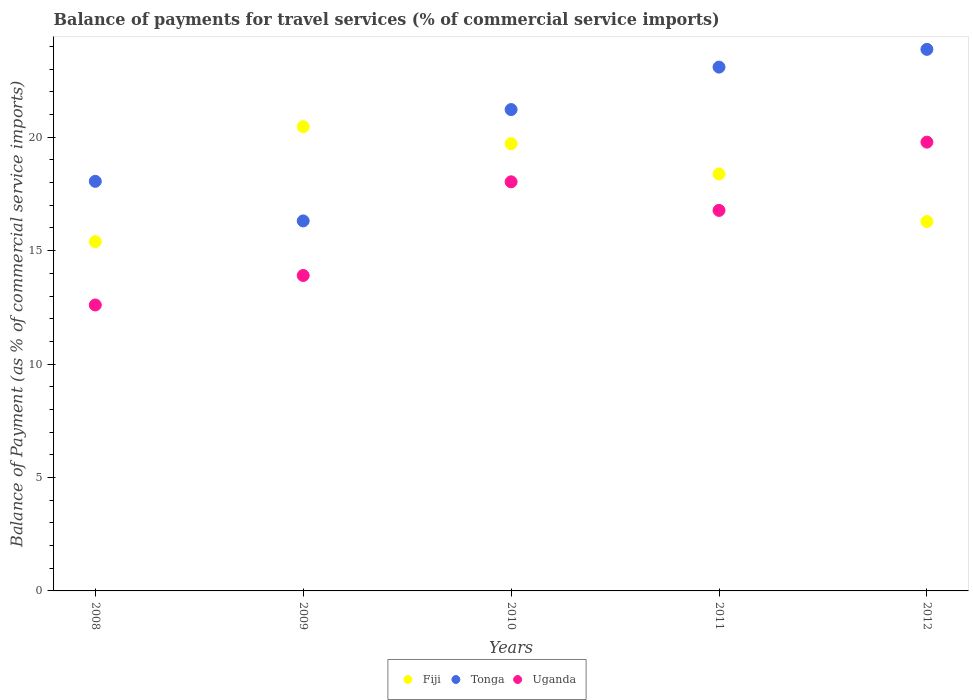 Balance of payments for travel services (% of commercial service imports)
Balance of Payment (as % of commercial service imports)
20
15
10
5
0
2008
2009
2010
2011
2012
Years
Fiji
Tonga
Uganda